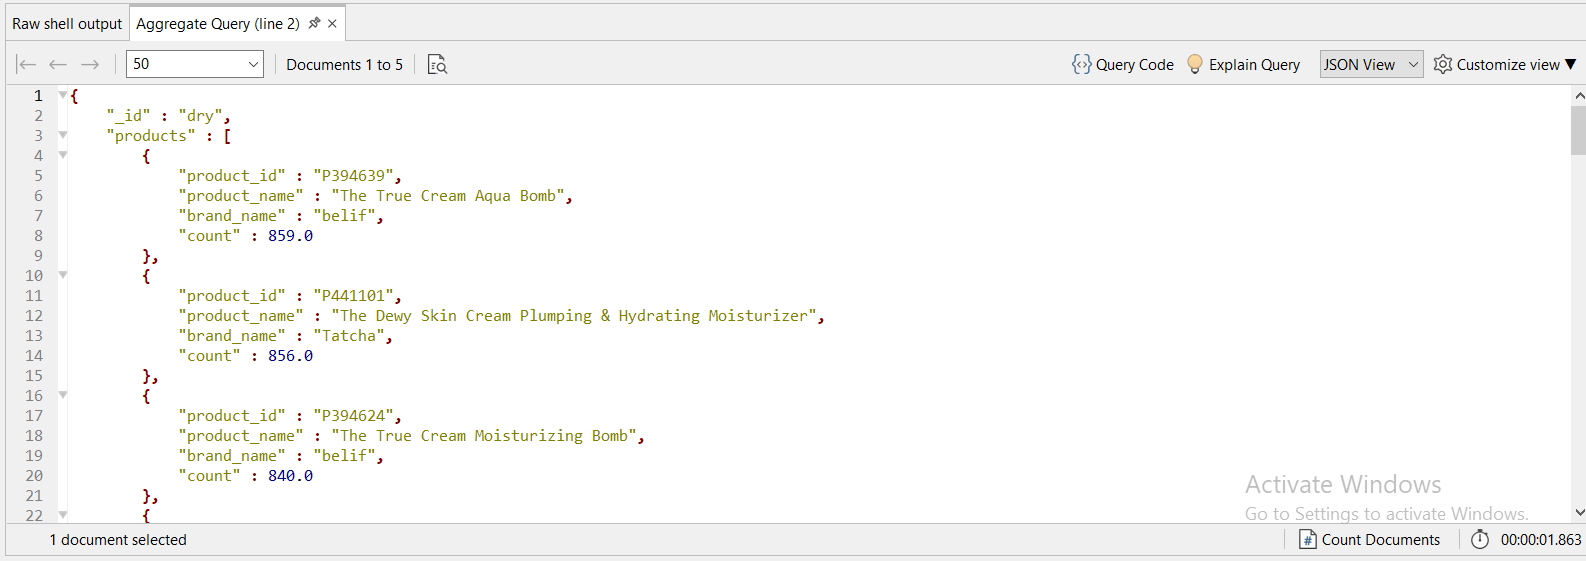 Raw shell output Aggregate Query (line 2)
50 Documents 1 to 5 Query Code Explain Query JSON View Customize view
1 {
2 "_id" : "dry",
3 "products" : [
4 {
5 "product_id" : "P394639",
6 "product_name" : "The True Cream Aqua Bomb",
7 "brand_name" : "belif",
8 "count" : 859.0
9 },
10 {
11 "product_id" : "P441101",
12 "product_name" : "The Dewy Skin Cream Plumping & Hydrating Moisturizer",
13 "brand_name" : "Tatcha",
14 "count" : 856.0
15 },
16 {
17 "product_id" : "P394624",
18 "product_name" : "The True Cream Moisturizing Bomb",
19 "brand_name" : "belif",
20 "count" : 840.0
21 },
22 {
Activate Windows
Go to Settings to activate Windows.
1 document selected Count Documents 00:00:01.863